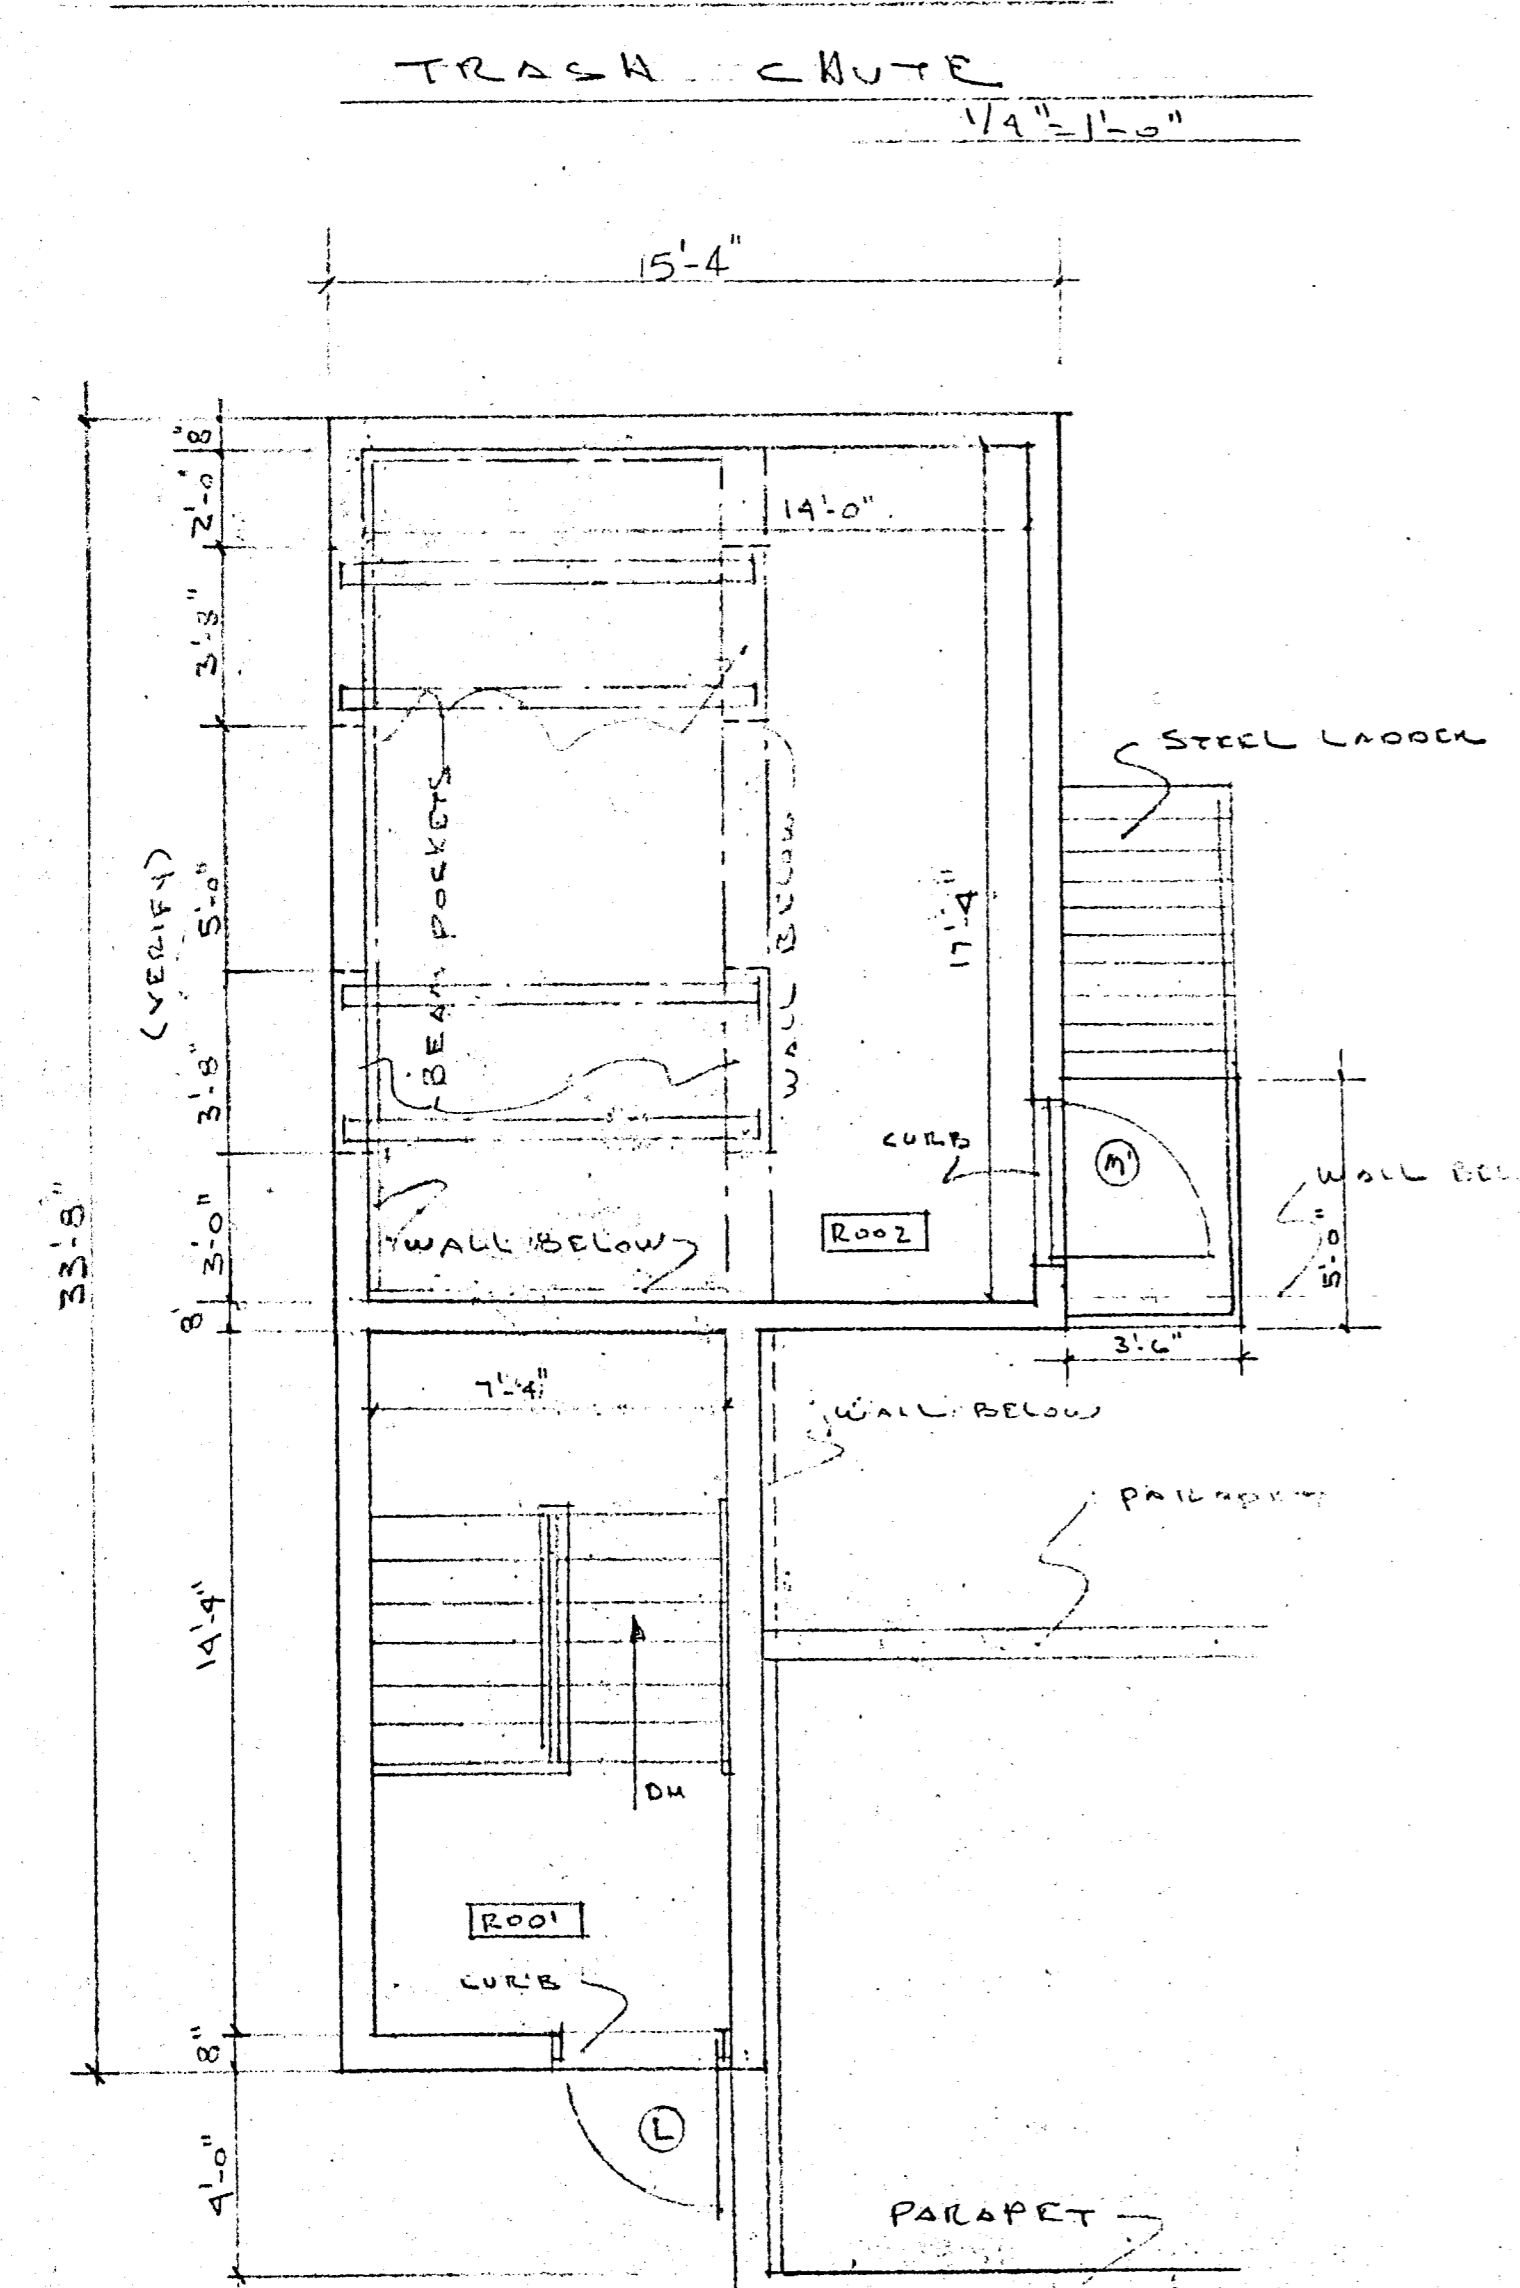 TRASH CHUTE
1/4"=1'-0"
15'-4"
8"
2'-0"
14'-0"
3'-8"
STEEL LADDER
BEAM POCKETS
WALL BELOW
(VERIFY)
5'-0"
17'-4"
3'-8"
CURB
WALL BEL
33'-8"
3'-0"
WALL BELOW
R002
5'-0"
8"
3'-6"
7'-4"
WALL BELOW
14'-4"
DN
R001
CURB
8"
L
4'-0"
PARAPET